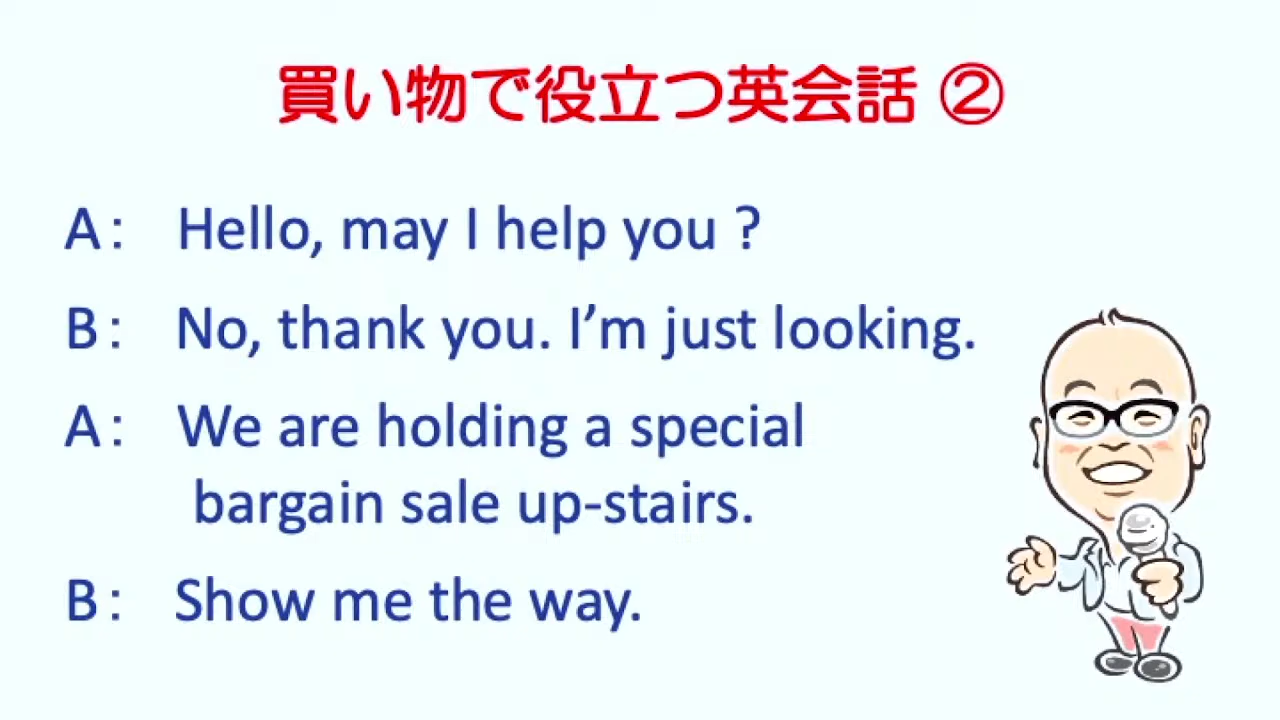 買い物で役立つ英会話 ②
A: Hello, may I help you ?
B: No, thank you. I’m just looking.
A: We are holding a special
bargain sale up-stairs.
B: Show me the way.